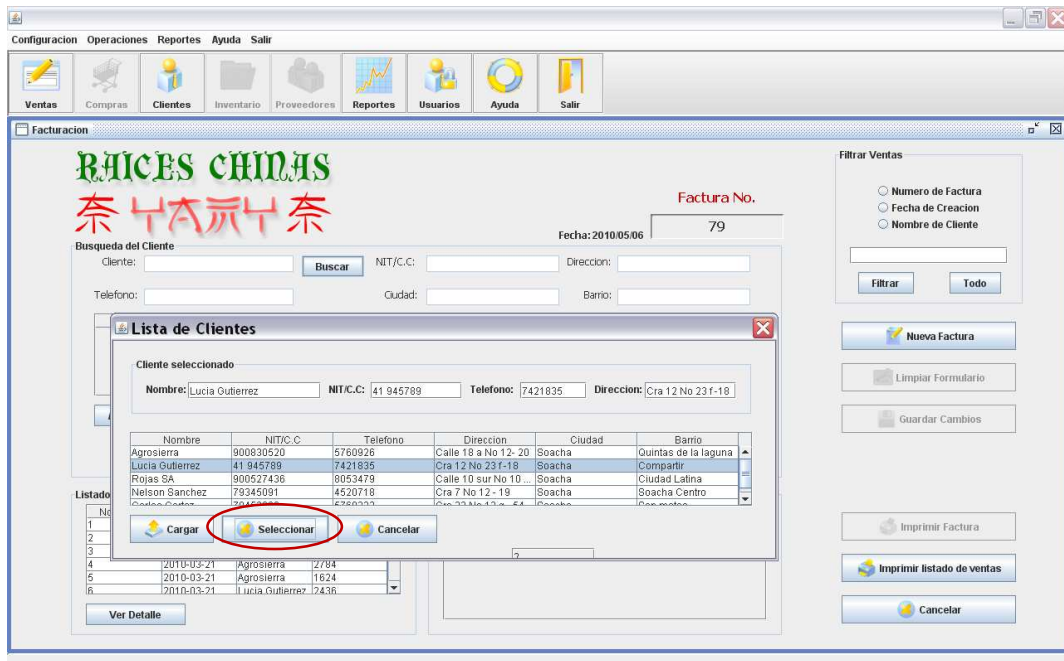 Configuracion Operaciones Reportes Ayuda Salir
Ventas Compras Clientes Inventario Proveedores Reportes Usuarios Ayuda Salir
Facturacion
RAICES CHINAS
奈 YAMY 奈
Factura No.
Fecha: 2010/05/06 79
Busqueda del Cliente
Cliente: Buscar NIT/C.C: Direccion:
Telefono: Ciudad: Barrio:
Lista de Clientes
Cliente seleccionado
Nombre: Lucia Gutierrez NIT/C.C: 41 945789 Telefono: 7421835 Direccion: Cra 12 No 23 f-18
Nombre NIT/C.C Telefono Direccion Ciudad Barrio
Agrosierra 900830520 5760926 Calle 18 a No 12- 20 Soacha Quintas de la laguna
Lucia Gutierrez 41 945789 7421835 Cra 12 No 23 f-18 Soacha Compartir
Rojas SA 900527436 8053479 Calle 10 sur No 10 ... Soacha Ciudad Latina
Nelson Sanchez 79345091 4520718 Cra 7 No 12 - 19 Soacha Soacha Centro
Cargar Seleccionar Cancelar
Listado
1
2
3
4 2010-03-21 Agrosierra 2784
5 2010-03-21 Agrosierra 1624
6 2010-03-21 Lucia Gutierrez 2436
Ver Detalle
Filtrar Ventas
Numero de Factura
Fecha de Creacion
Nombre de Cliente
Filtrar Todo
Nueva Factura
Limpiar Formulario
Guardar Cambios
Imprimir Factura
Imprimir listado de ventas
Cancelar